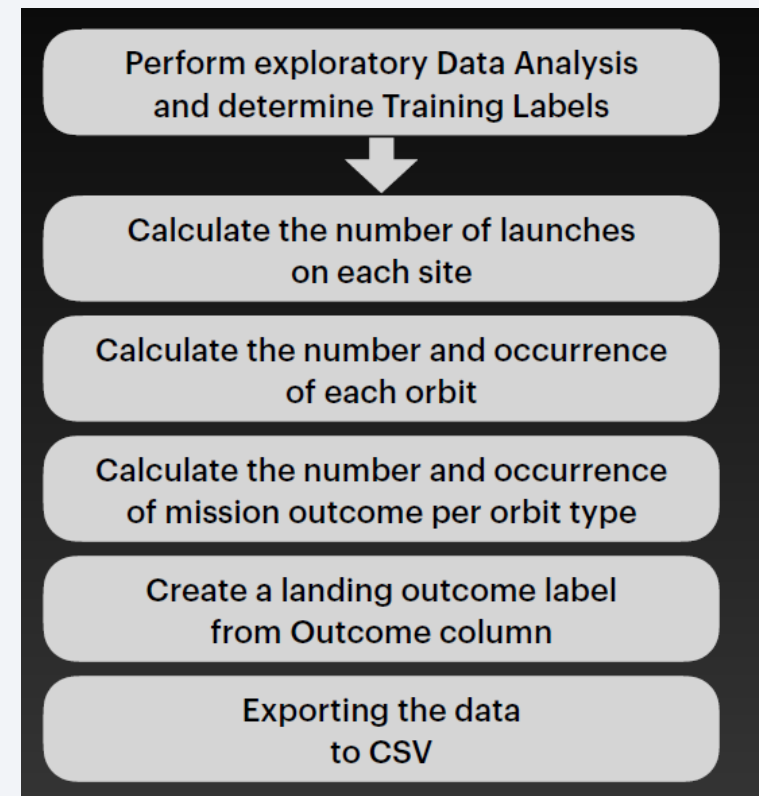 Perform exploratory Data Analysis
and determine Training Labels
Calculate the number of launches
on each site
Calculate the number and occurrence
of each orbit
Calculate the number and occurrence
of mission outcome per orbit type
Create a landing outcome label
from Outcome column
Exporting the data
to CSV